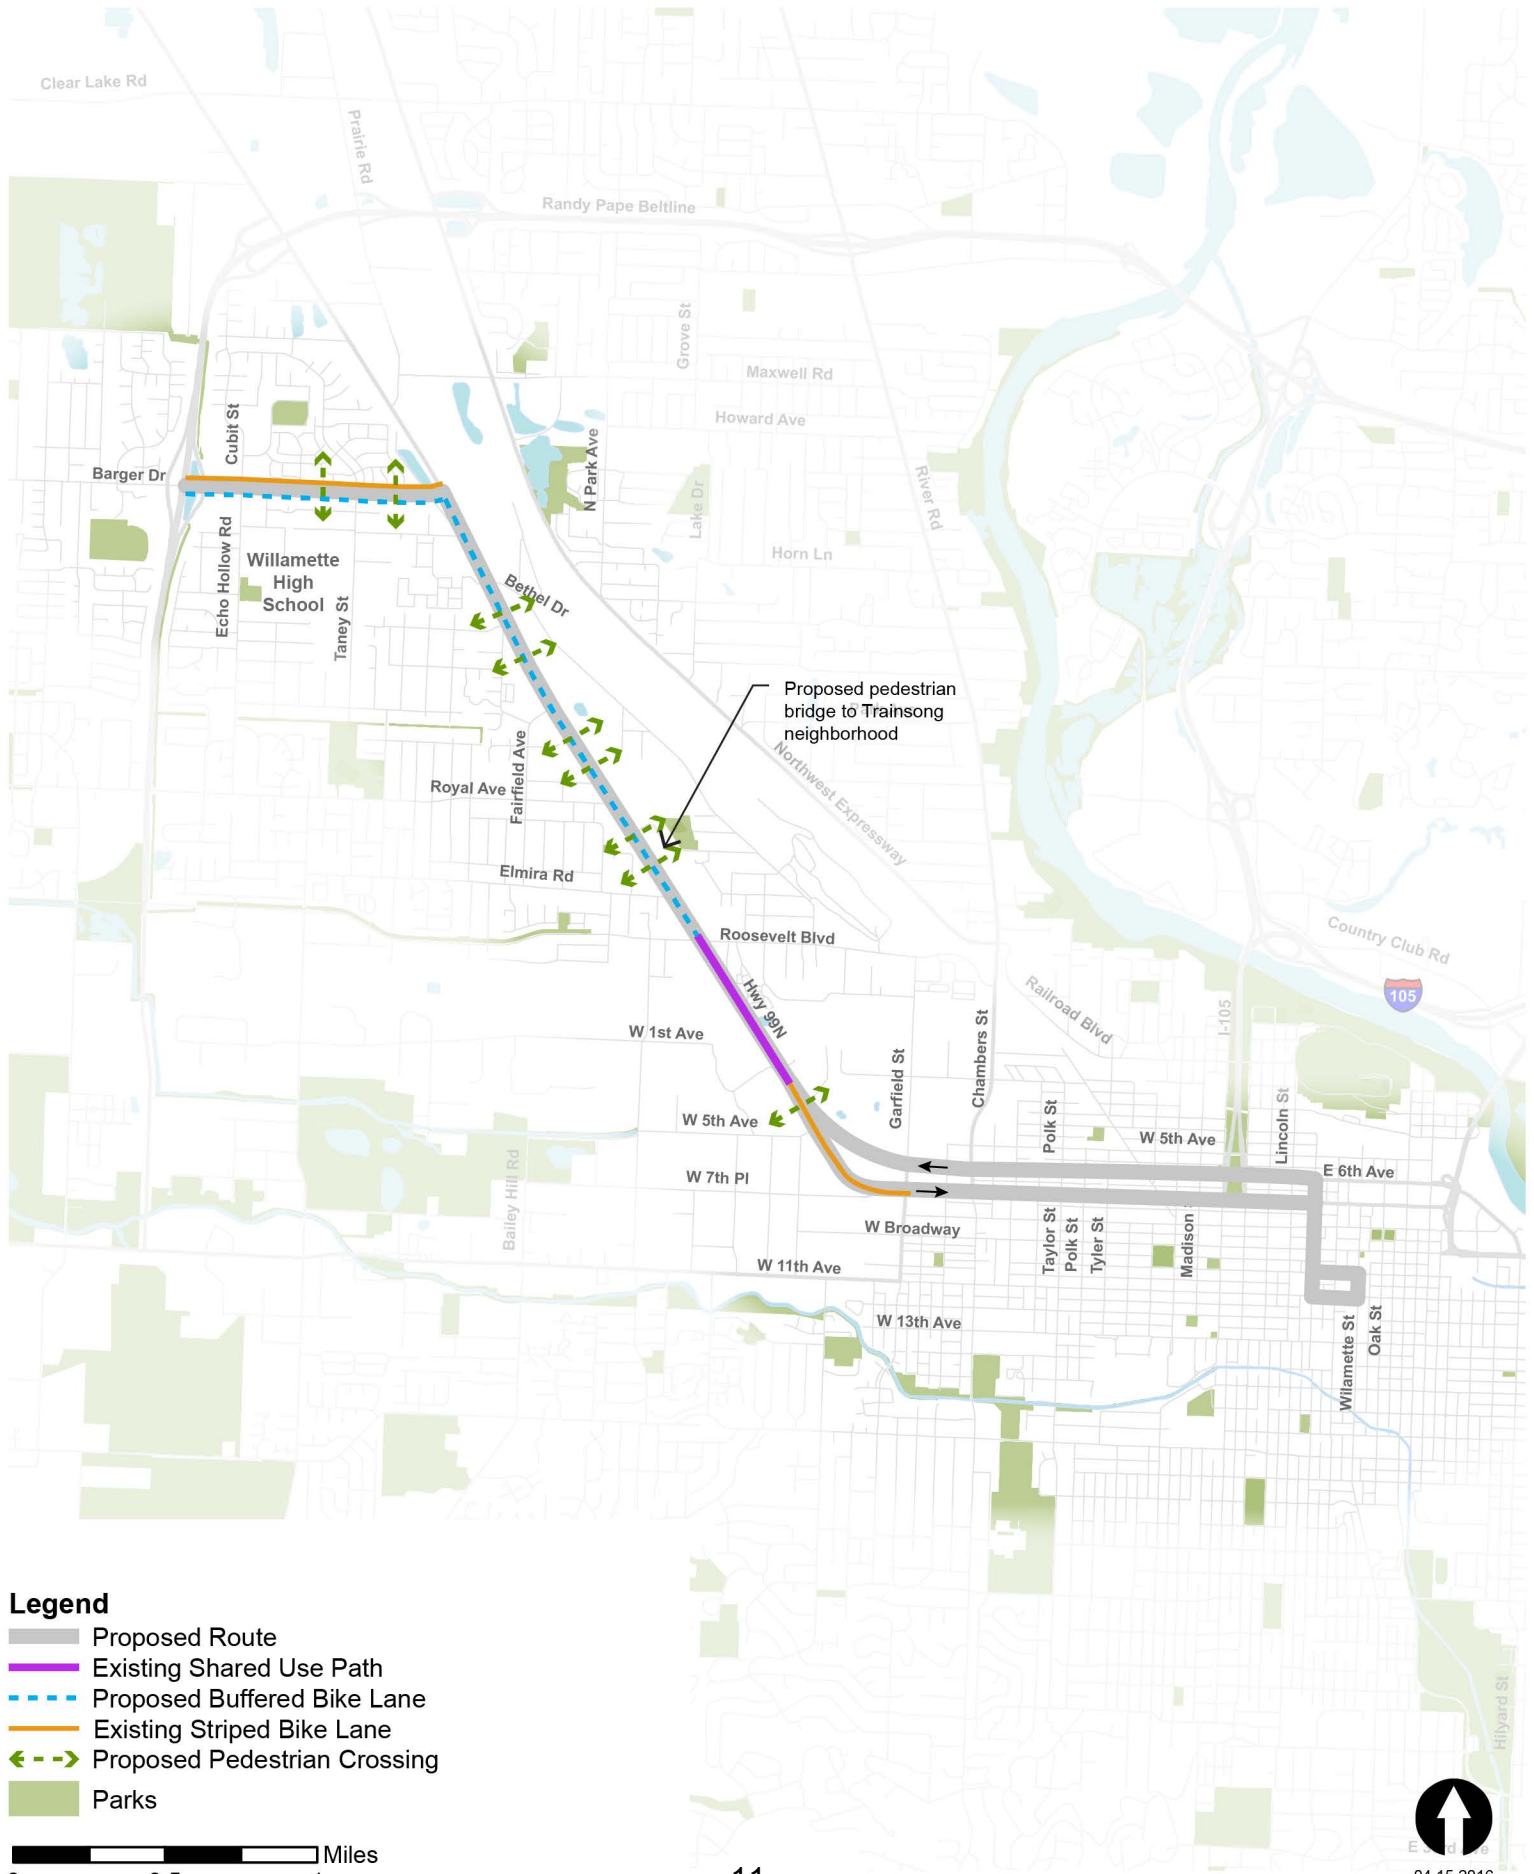 Clear Lake Rd
Prairie Rd
Randy Pape Beltline
Grove St
Maxwell Rd
Howard Ave
Cubit St
N Park Ave
Barger Dr
Lake Dr
River Rd
Horn Ln
Echo Hollow Rd
Willamette
High
School
Taney St
Bethel Dr
Proposed pedestrian
bridge to Trainsong
neighborhood
Northwest Expressway
Fairfield Ave
Royal Ave
Elmira Rd
Roosevelt Blvd
Country Club Rd
105
Hwy 99N
Railroad Blvd
I-105
W 1st Ave
Garfield St
Chambers St
Polk St
Lincoln St
W 5th Ave
W 5th Ave
E 6th Ave
W 7th Pl
Bailey Hill Rd
W Broadway
Taylor St
Polk St
Tyler St
Madison
W 11th Ave
W 13th Ave
Wilamette St
Oak St
Hilyard St
Legend
Proposed Route
Existing Shared Use Path
Proposed Buffered Bike Lane
Existing Striped Bike Lane
Proposed Pedestrian Crossing
Parks
Miles
11
04-15-2016